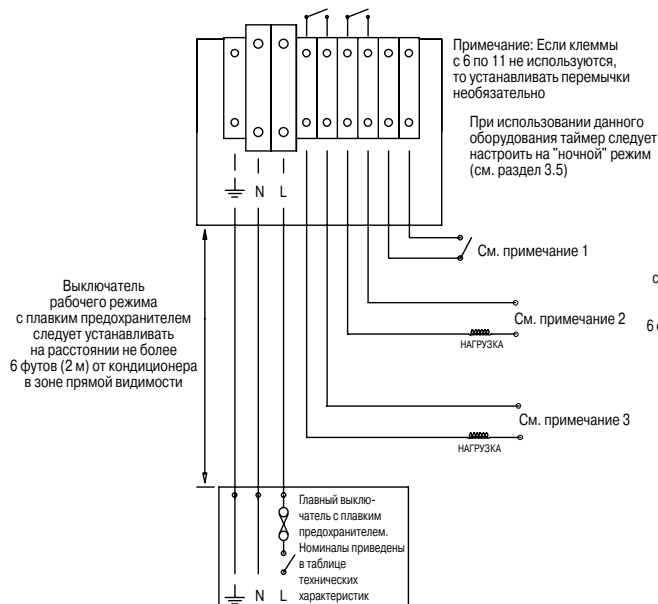 Примечание: Если клеммы
с 6 по 11 не используются,
то устанавливать перемычки
необязательно
При использовании данного
оборудования таймер следует
настроить на "ночной" режим
(см. раздел 3.5)
N L
См. примечание 1
с
Выключатель
рабочего режима
с плавким предохранителем
следует устанавливать
на расстоянии не более
6 футов (2 м) от кондиционера
в зоне прямой видимости
См. примечание 2
6
НАГРУЗКА
См. примечание 3
НАГРУЗКА
Главный выклю-
чатель с плавким
предохранителем.
Номиналы приведены
в таблице
технических
характеристик
N L